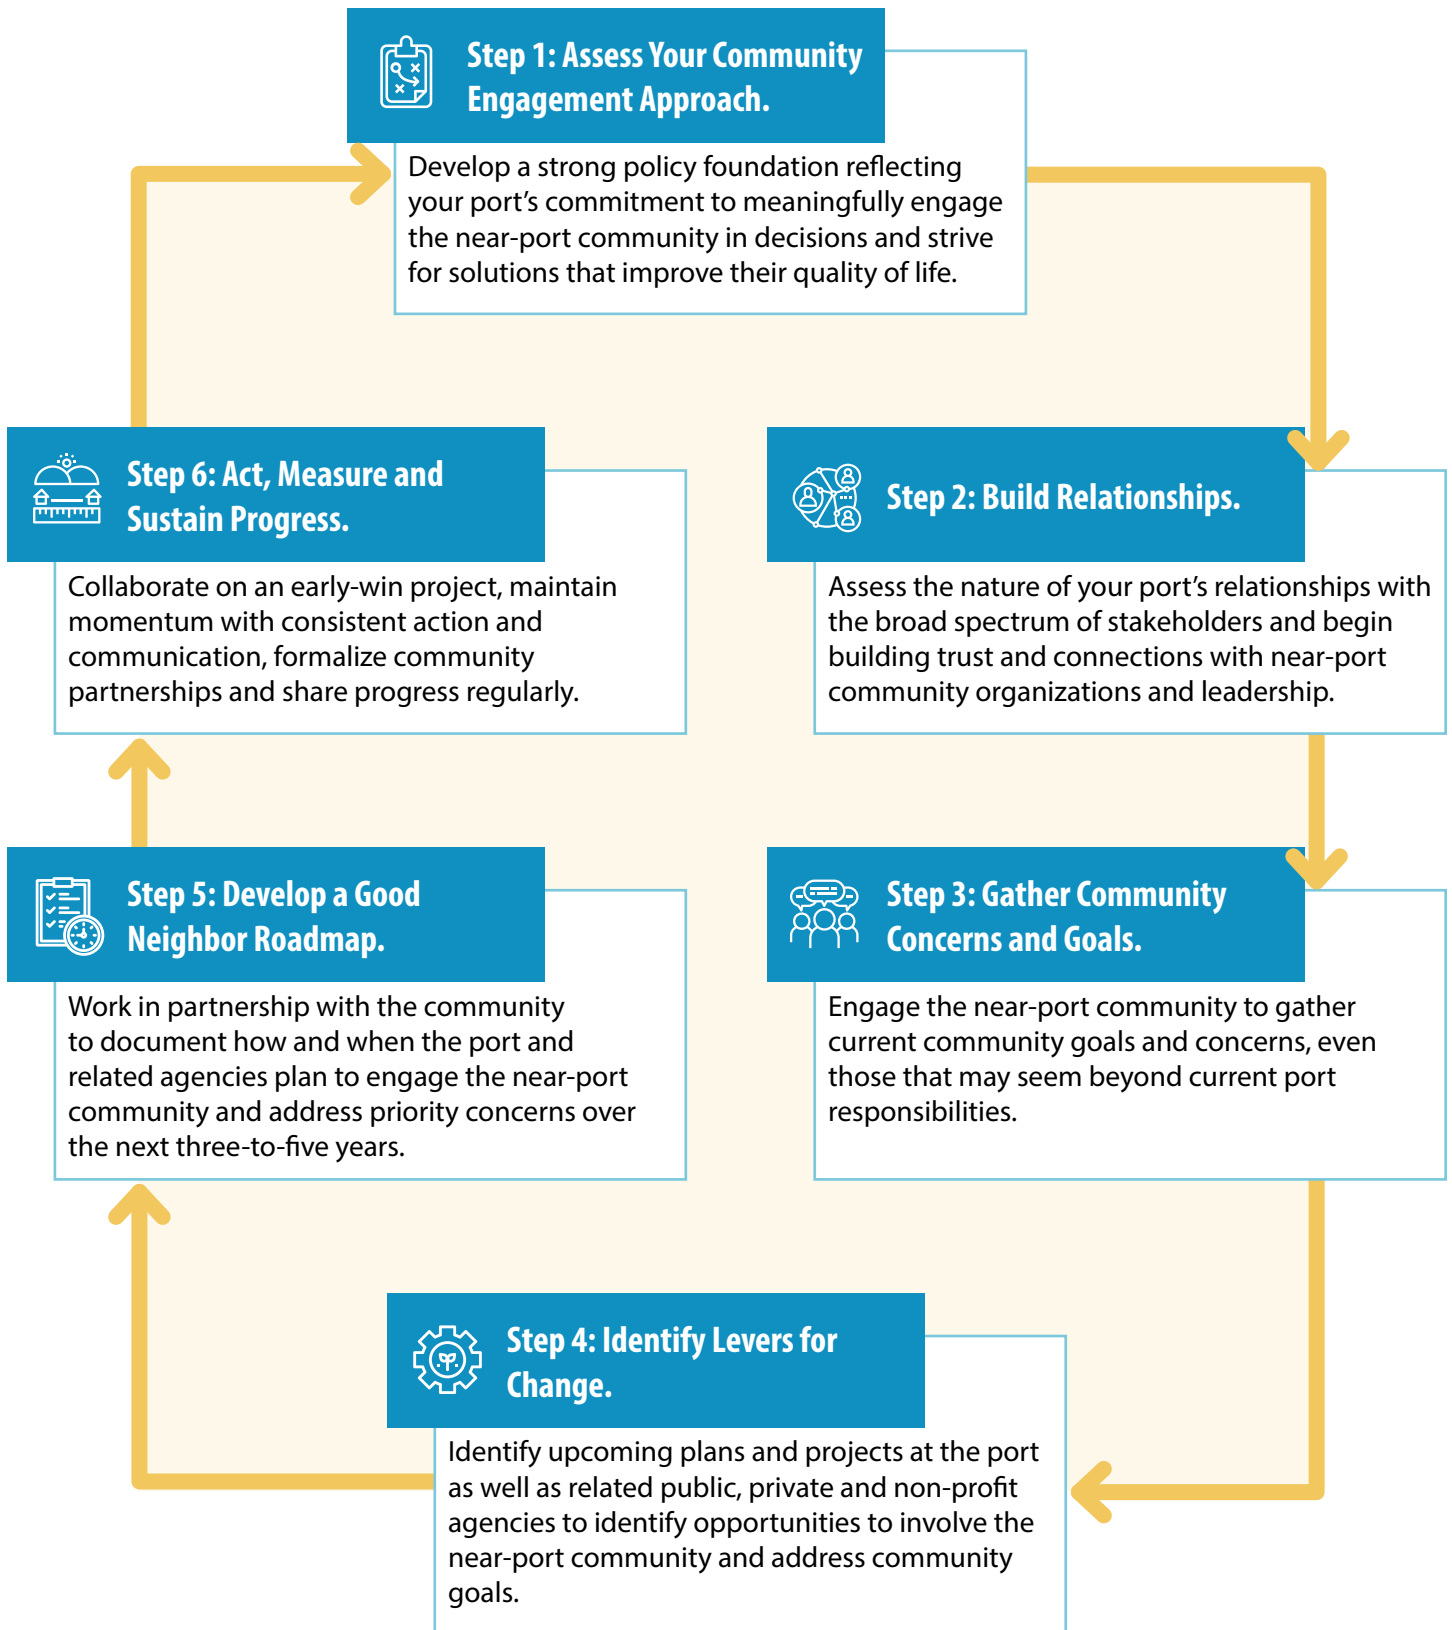 Step 1: Assess Your Community
Engagement Approach.
Develop a strong policy foundation reflecting
your port’s commitment to meaningfully engage
the near-port community in decisions and strive
for solutions that improve their quality of life.
Step 2: Build Relationships.
Assess the nature of your port’s relationships with
the broad spectrum of stakeholders and begin
building trust and connections with near-port
community organizations and leadership.
Step 3: Gather Community
Concerns and Goals.
Engage the near-port community to gather
current community goals and concerns, even
those that may seem beyond current port
responsibilities.
Step 4: Identify Levers for
Change.
Identify upcoming plans and projects at the port
as well as related public, private and non-profit
agencies to identify opportunities to involve the
near-port community and address community
goals.
Step 5: Develop a Good
Neighbor Roadmap.
Work in partnership with the community
to document how and when the port and
related agencies plan to engage the near-port
community and address priority concerns over
the next three-to-five years.
Step 6: Act, Measure and
Sustain Progress.
Collaborate on an early-win project, maintain
momentum with consistent action and
communication, formalize community
partnerships and share progress regularly.